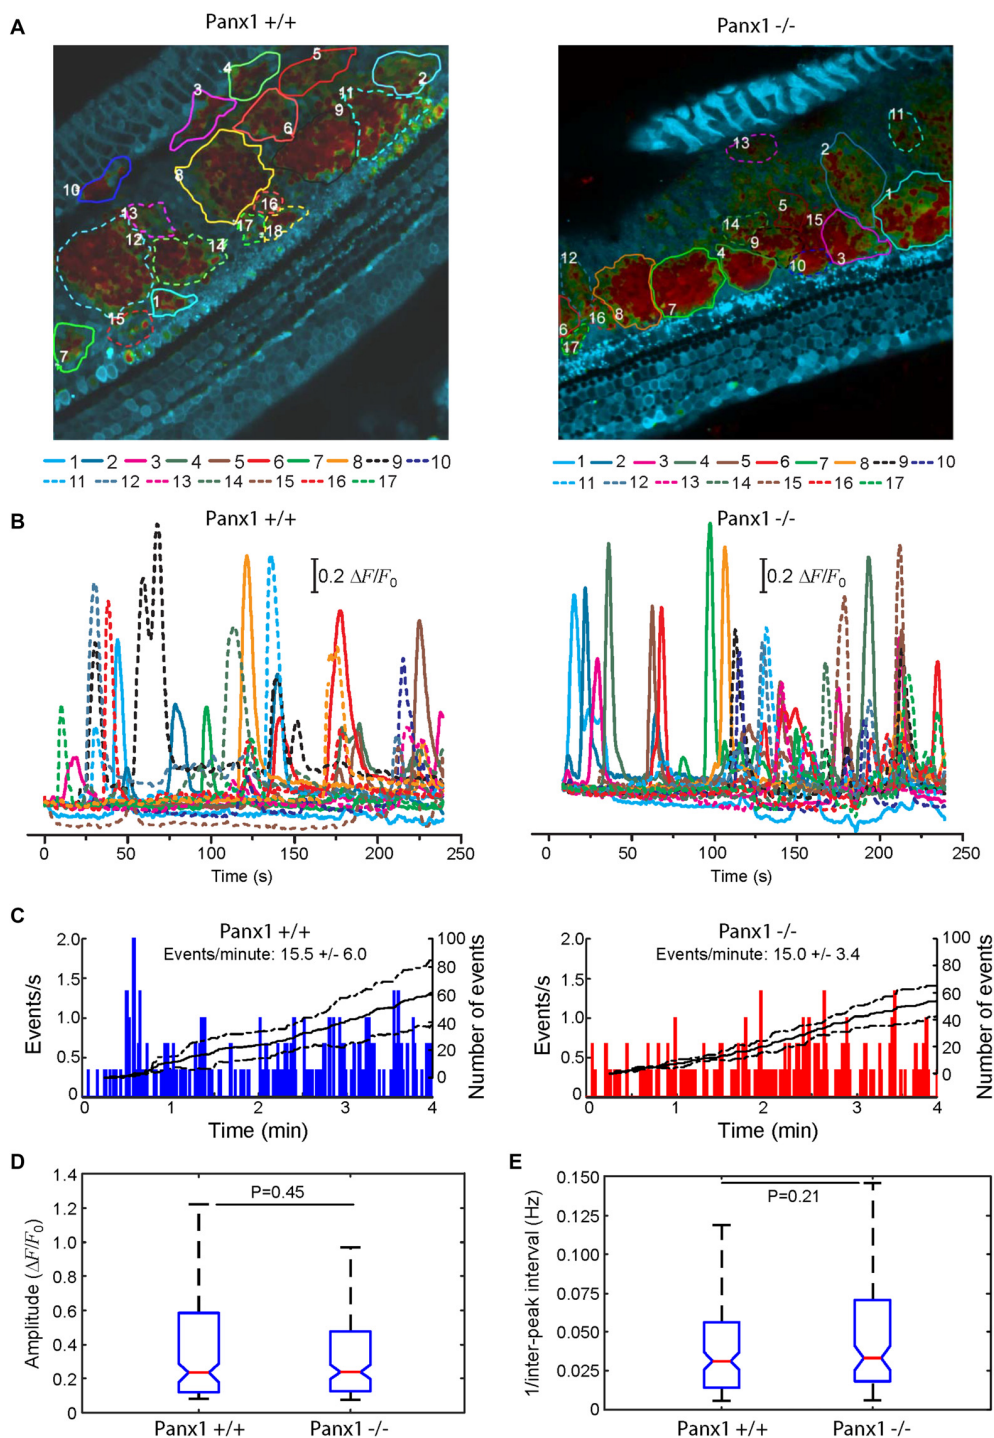 A
Panx1 +/+
Panx1 -/-
4
5
2
3
11
9
6
8
10
16
13
17
18
12
14
1
15
7
11
13
2
1
5
15
14
12
4
9
10
3
8
7
16
6
17
1 2 3 4 5 6 7 8 9 10
11 12 13 14 15 16 17
1 2 3 4 5 6 7 8 9 10
11 12 13 14 15 16 17
B
Panx1 +/+
Panx1 -/-
0.2 ΔF/F0
0.2 ΔF/F0
0 50 100 150 200 250
Time (s)
0 50 100 150 200 250
Time (s)
C
Panx1 +/+
Events/minute: 15.5 +/- 6.0
Events/s
2.0
1.5
1.0
0.5
0
100
80
60
40
20
0
Number of events
0 1 2 3 4
Time (min)
Panx1 -/-
Events/minute: 15.0 +/- 3.4
Events/s
2.0
1.5
1.0
0.5
0
100
80
60
40
20
0
Number of events
0 1 2 3 4
Time (min)
D
Amplitude (ΔF/F0)
1.4
1.2
1.0
0.8
0.6
0.4
0.2
0
P=0.45
Panx1 +/+ Panx1 -/-
E
1/inter-peak interval (Hz)
0.150
0.125
0.100
0.075
0.050
0.025
0
P=0.21
Panx1 +/+ Panx1 -/-